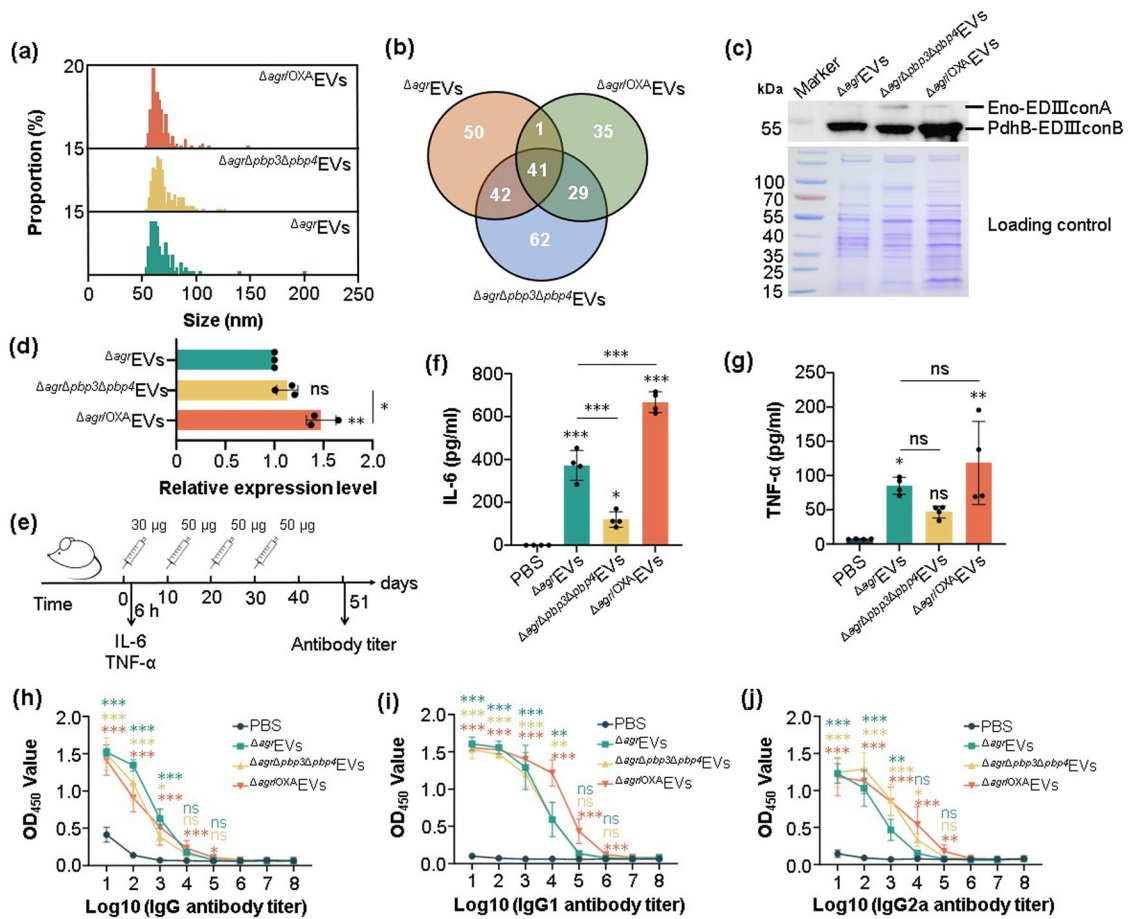 (a)
20
15
15
Proportion (%)
Δagr/OXAEVs
ΔagrΔpbp3Δpbp4EVs
ΔagrEVs
0 50 100 150 200 250
Size (nm)
(b)
ΔagrEVs
Δagr/OXAEVs
50 1 35
41
42 29
62
ΔagrΔpbp3Δpbp4EVs
(c)
kDa
Marker
ΔagrEVs
ΔagrΔpbp3Δpbp4EVs
Δagr/OXAEVs
Eno-EDⅢconA
55
PdhB-EDⅢconB
100
70
55
40
35
25
15
Loading control
(d)
ΔagrEVs
ΔagrΔpbp3Δpbp4EVs
ns
*
Δagr/OXAEVs
**
0 0.5 1.0 1.5 2.0
Relative expression level
(e)
30 μg 50 μg 50 μg 50 μg
days
Time 0 6 h 10 20 30 40 51
IL-6
TNF-α
Antibody titer
(f)
IL-6 (pg/ml)
800
600
400
200
0
***
***
***
***
*
PBS
ΔagrEVs
ΔagrΔpbp3Δpbp4EVs
Δagr/OXAEVs
(g)
TNF-α (pg/ml)
250
200
150
100
50
0
ns
**
ns
*
ns
PBS
ΔagrEVs
ΔagrΔpbp3Δpbp4EVs
Δagr/OXAEVs
(h)
OD450 Value
2.0
1.5
1.0
0.5
0.0
*** ***
*** *** ***
*** *** * ns ns
*** *** ns
*** *
PBS
ΔagrEVs
ΔagrΔpbp3Δpbp4EVs
Δagr/OXAEVs
1 2 3 4 5 6 7 8
Log10 (IgG antibody titer)
(i)
OD450 Value
2.0
1.5
1.0
0.5
0.0
*** *** *** **
*** *** *** **
*** *** *** ***
ns ns
ns ns
*** ***
PBS
ΔagrEVs
ΔagrΔpbp3Δpbp4EVs
Δagr/OXAEVs
1 2 3 4 5 6 7 8
Log10 (IgG1 antibody titer)
(j)
OD450 Value
2.0
1.5
1.0
0.5
0.0
*** ***
*** *** **
*** *** *** ns
*** * ns
*** ns
**
PBS
ΔagrEVs
ΔagrΔpbp3Δpbp4EVs
Δagr/OXAEVs
1 2 3 4 5 6 7 8
Log10 (IgG2a antibody titer)